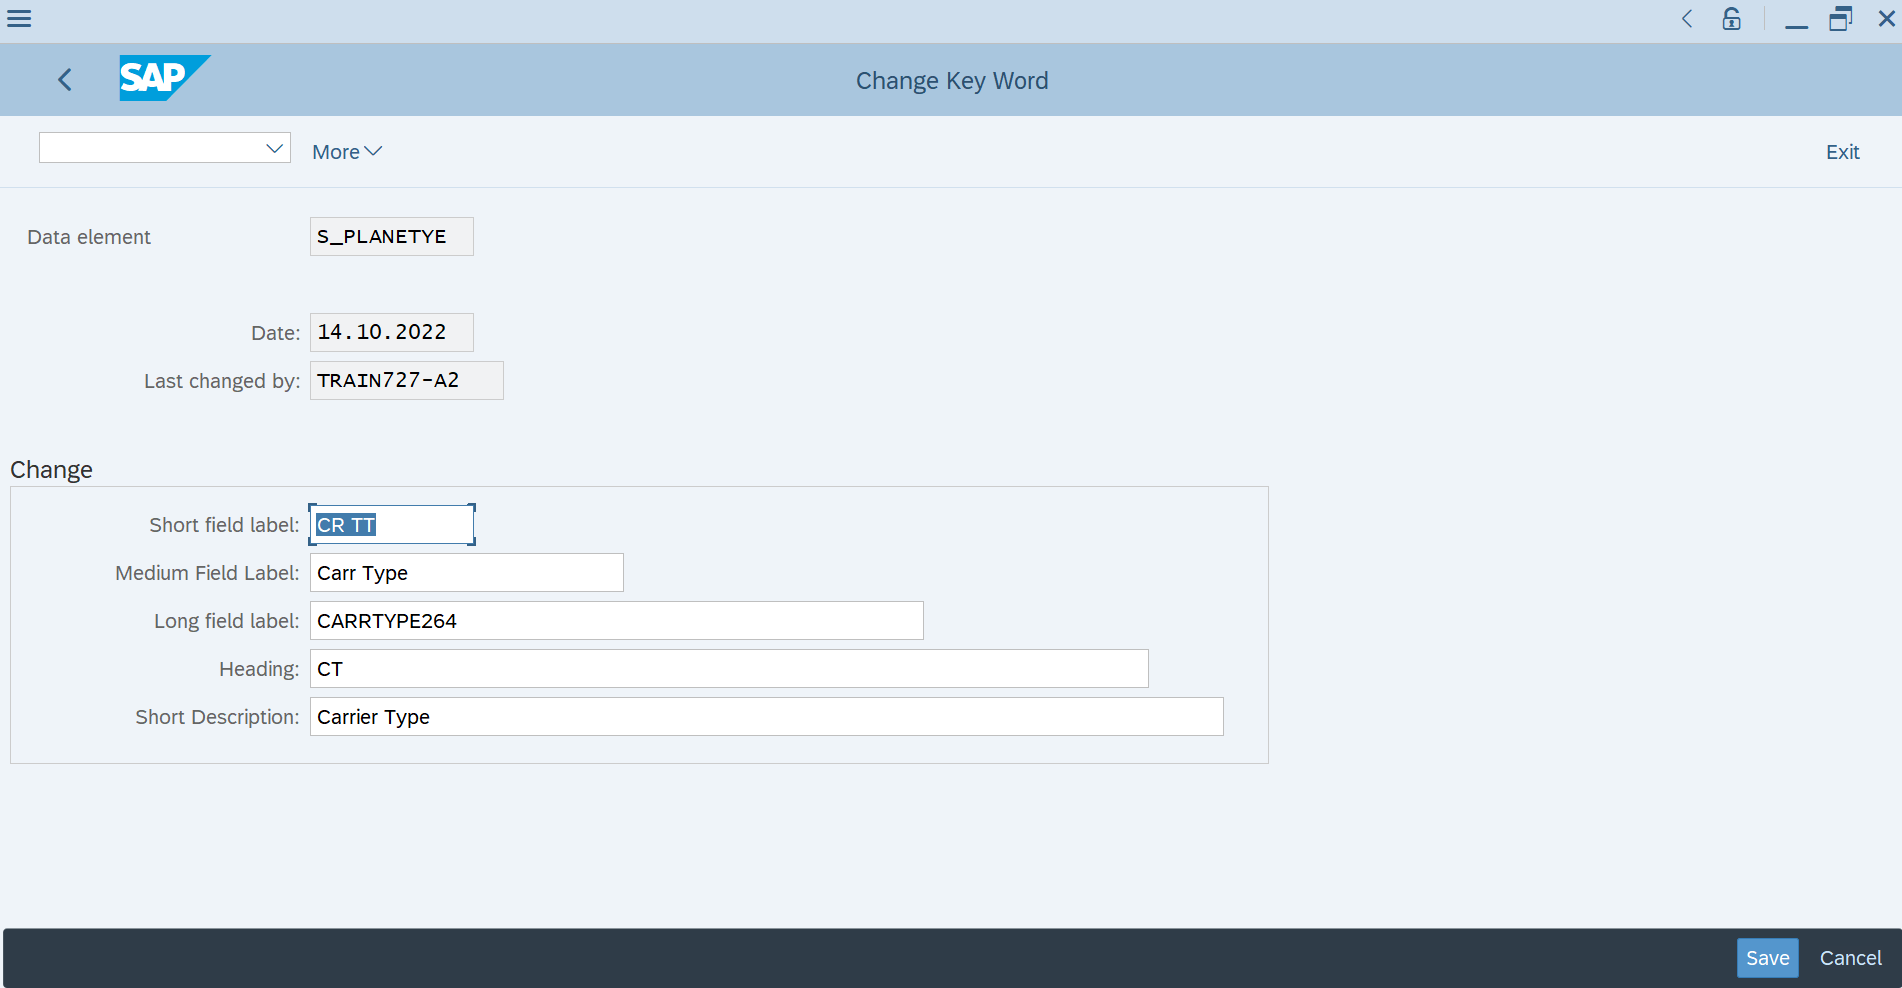 SAP
Change Key Word
More
Exit
Data element S_PLANETYE
Date: 14.10.2022
Last changed by: TRAIN727-A2
Change
Short field label: CR TT
Medium Field Label: Carr Type
Long field label: CARRTYPE264
Heading: CT
Short Description: Carrier Type
Save Cancel